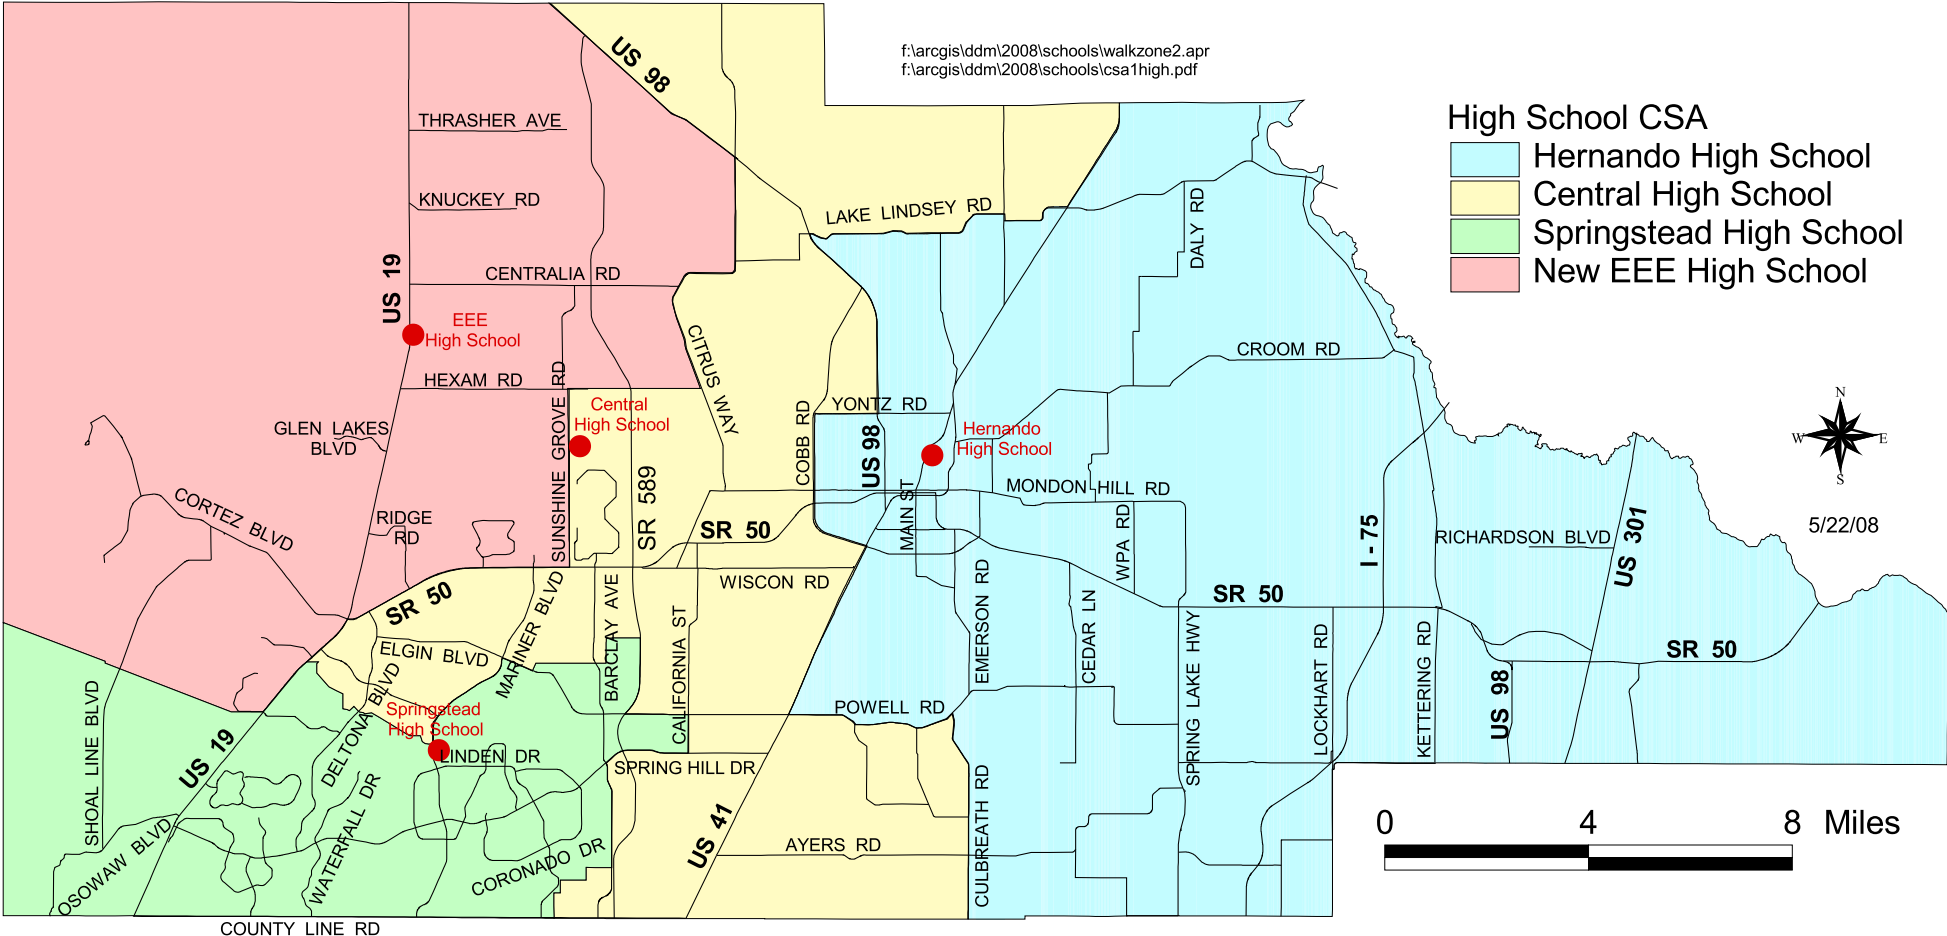 f:\arcgis\ddm\2008\schools\walkzone2.apr
f:\arcgis\ddm\2008\schools\csa1high.pdf
High School CSA
Hernando High School
Central High School
Springstead High School
New EEE High School
US 98
THRASHER AVE
KNUCKEY RD
LAKE LINDSEY RD
DALY RD
US 19
CENTRALIA RD
EEE
High School
CITRUS WAY
CROOM RD
HEXAM RD
SUNSHINE GROVE RD
Central
High School
YONTZ RD
COBB RD
US 98
Hernando
High School
GLEN LAKES
BLVD
N
W
E
S
CORTEZ BLVD
RIDGE
RD
SR 589
SR 50
MAIN ST
MONDON HILL RD
WPA RD
I - 75
RICHARDSON BLVD
US 301
5/22/08
SR 50
MARINER BLVD
BARCLAY AVE
WISCON RD
CALIFORNIA ST
EMERSON RD
CEDAR LN
SR 50
SPRING LAKE HWY
LOCKHART RD
KETTERING RD
SR 50
US 98
ELGIN BLVD
DELTONA BLVD
Springstead
High School
POWELL RD
SHOAL LINE BLVD
US 19
LINDEN DR
SPRING HILL DR
US 41
OSOWAW BLVD
WATERFALL DR
CORONADO DR
AYERS RD
CULBREATH RD
0 4 8 Miles
COUNTY LINE RD